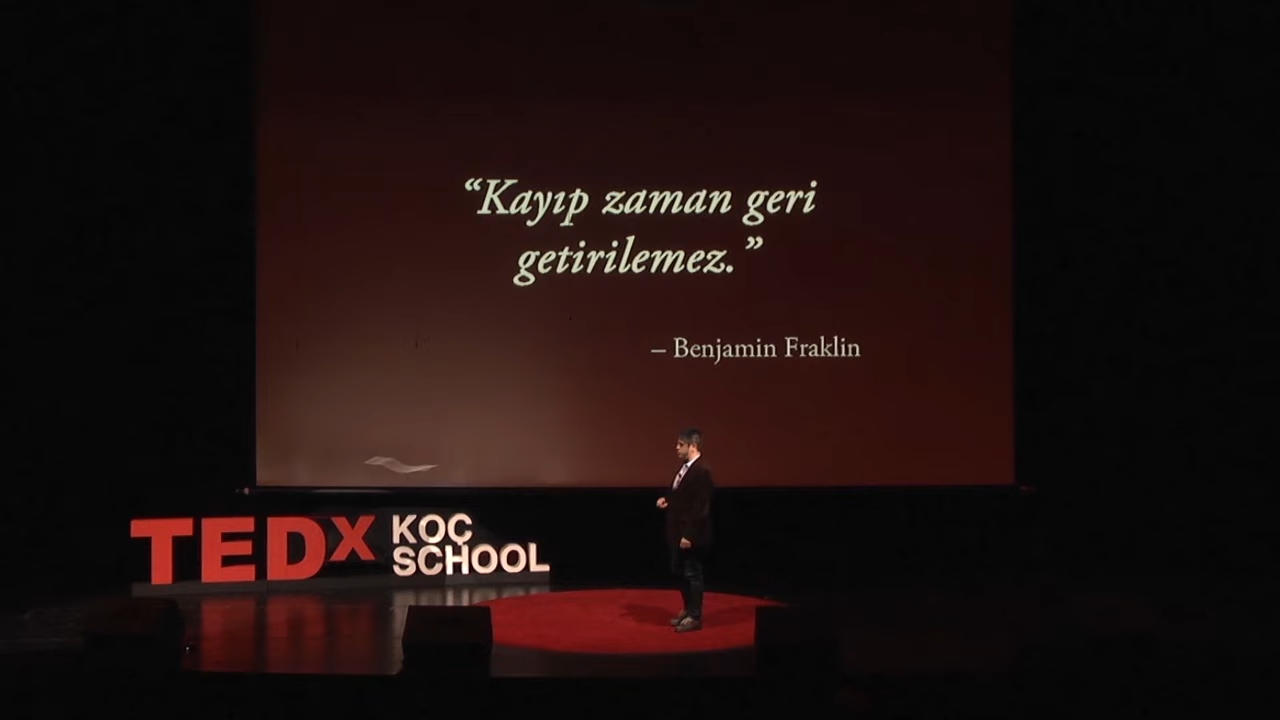 “Kayıp zaman geri
getirilemez.”
– Benjamin Fraklin
TEDx KOÇ
SCHOOL